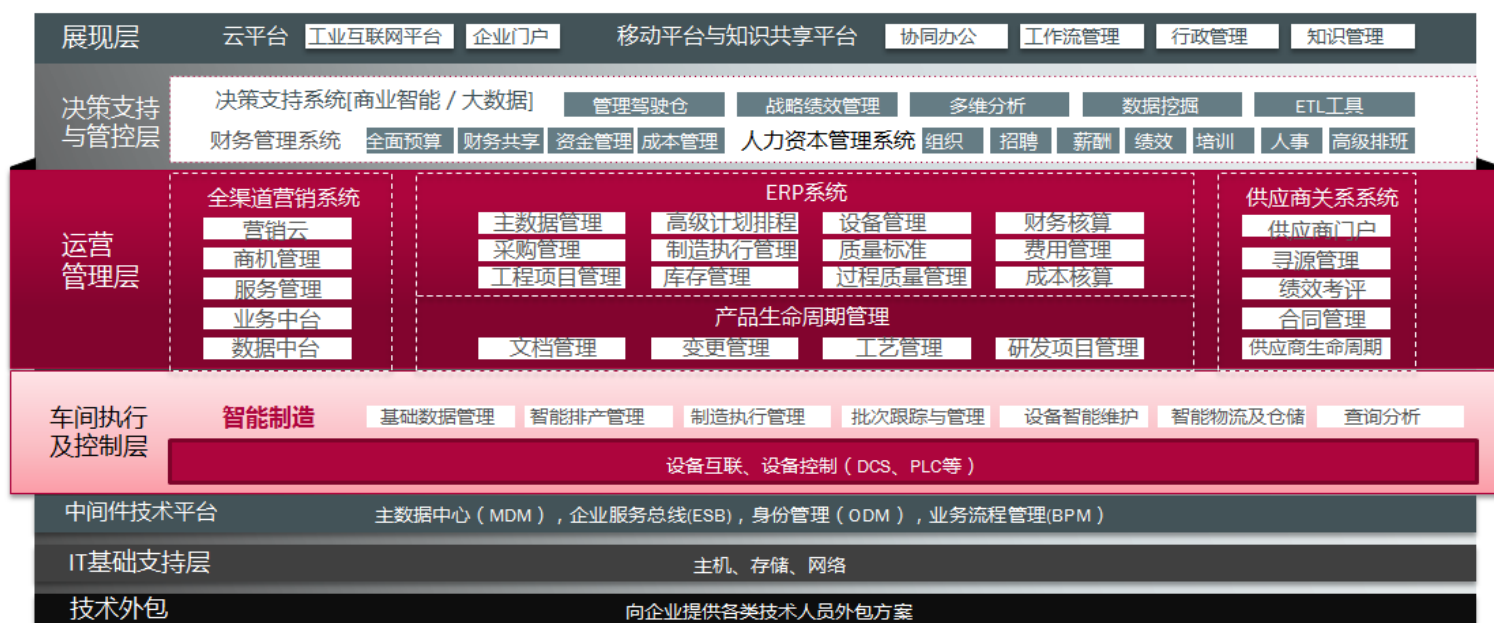 展现层 云平台 工业互联网平台 企业门户 移动平台与知识共享平台 协同办公 工作流管理 行政管理 知识管理
决策支持
与管控层
决策支持系统[商业智能 / 大数据] 管理驾驶仓 战略绩效管理 多维分析 数据挖掘 ETL工具
财务管理系统 全面预算 财务共享 资金管理 成本管理 人力资本管理系统 组织 招聘 薪酬 绩效 培训 人事 高级排班
运营
管理层
全渠道营销系统
营销云
商机管理
服务管理
业务中台
数据中台
ERP系统
主数据管理 高级计划排程 设备管理 财务核算
采购管理 制造执行管理 质量标准 费用管理
工程项目管理 库存管理 过程质量管理 成本核算
产品生命周期管理
文档管理 变更管理 工艺管理 研发项目管理
供应商关系系统
供应商门户
寻源管理
绩效考评
合同管理
供应商生命周期
车间执行
及控制层
智能制造 基础数据管理 智能排产管理 制造执行管理 批次跟踪与管理 设备智能维护 智能物流及仓储 查询分析
设备互联、设备控制（DCS、PLC等）
中间件技术平台 主数据中心（MDM），企业服务总线(ESB)，身份管理（ODM），业务流程管理(BPM）
IT基础支持层 主机、存储、网络
技术外包 向企业提供各类技术人员外包方案